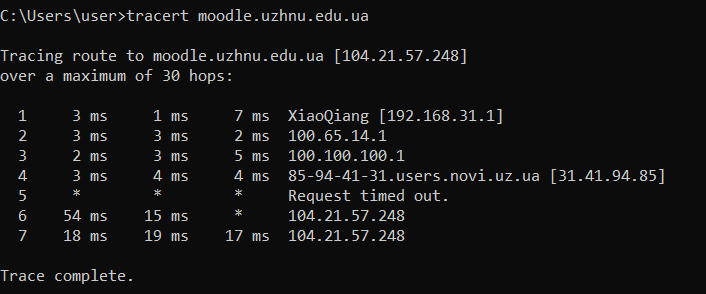 C:\Users\user>tracert moodle.uzhnu.edu.ua
Tracing route to moodle.uzhnu.edu.ua [104.21.57.248]
over a maximum of 30 hops:
1 3 ms 1 ms 7 ms XiaoQiang [192.168.31.1]
2 3 ms 3 ms 2 ms 100.65.14.1
3 2 ms 3 ms 5 ms 100.100.100.1
4 3 ms 4 ms 4 ms 85-94-41-31.users.novi.uz.ua [31.41.94.85]
5 * * * Request timed out.
6 54 ms 15 ms * 104.21.57.248
7 18 ms 19 ms 17 ms 104.21.57.248
Trace complete.